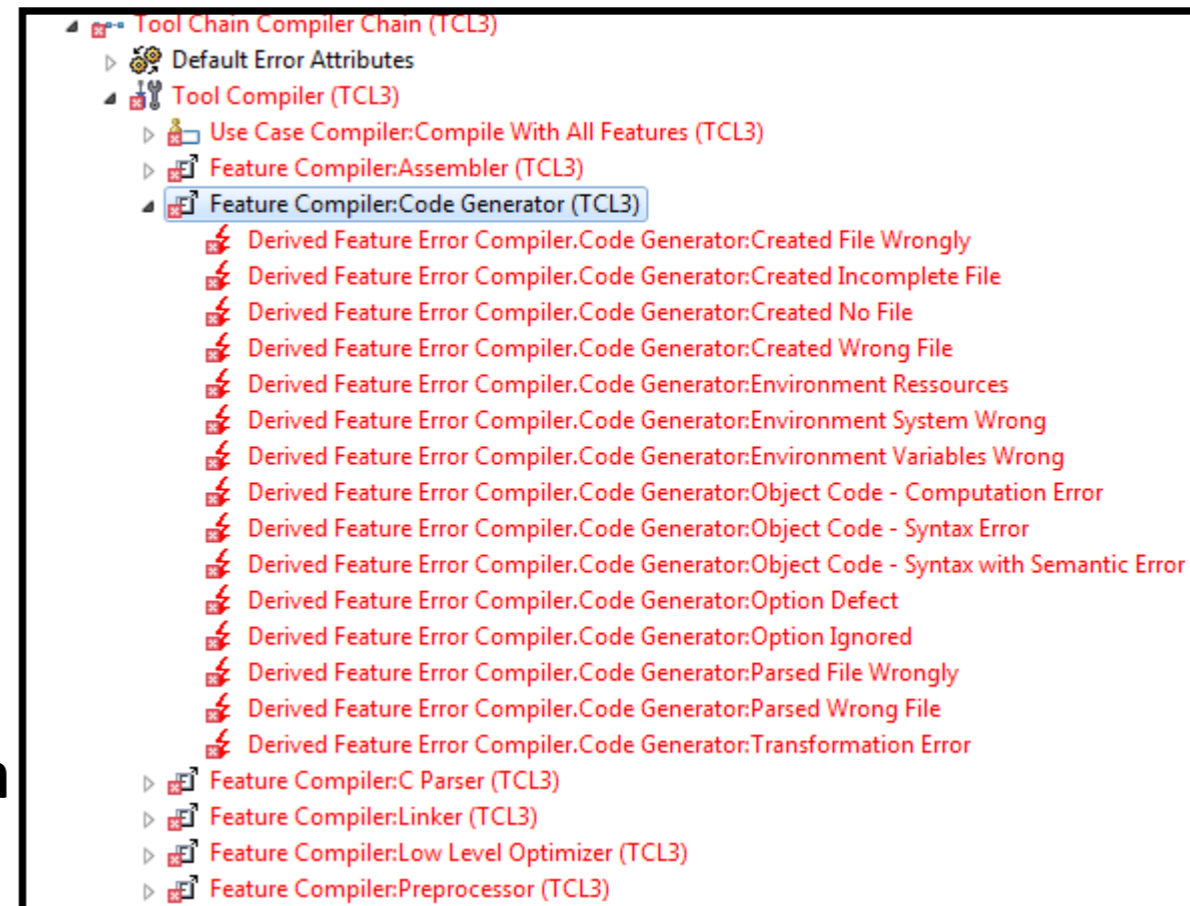 Tool Chain Compiler Chain (TCL3)
Default Error Attributes
Tool Compiler (TCL3)
Use Case Compiler:Compile With All Features (TCL3)
Feature Compiler:Assembler (TCL3)
Feature Compiler:Code Generator (TCL3)
Derived Feature Error Compiler.Code Generator:Created File Wrongly
Derived Feature Error Compiler.Code Generator:Created Incomplete File
Derived Feature Error Compiler.Code Generator:Created No File
Derived Feature Error Compiler.Code Generator:Created Wrong File
Derived Feature Error Compiler.Code Generator:Environment Ressources
Derived Feature Error Compiler.Code Generator:Environment System Wrong
Derived Feature Error Compiler.Code Generator:Environment Variables Wrong
Derived Feature Error Compiler.Code Generator:Object Code - Computation Error
Derived Feature Error Compiler.Code Generator:Object Code - Syntax Error
Derived Feature Error Compiler.Code Generator:Object Code - Syntax with Semantic Error
Derived Feature Error Compiler.Code Generator:Option Defect
Derived Feature Error Compiler.Code Generator:Option Ignored
Derived Feature Error Compiler.Code Generator:Parsed File Wrongly
Derived Feature Error Compiler.Code Generator:Parsed Wrong File
Derived Feature Error Compiler.Code Generator:Transformation Error
Feature Compiler:C Parser (TCL3)
Feature Compiler:Linker (TCL3)
Feature Compiler:Low Level Optimizer (TCL3)
Feature Compiler:Preprocessor (TCL3)